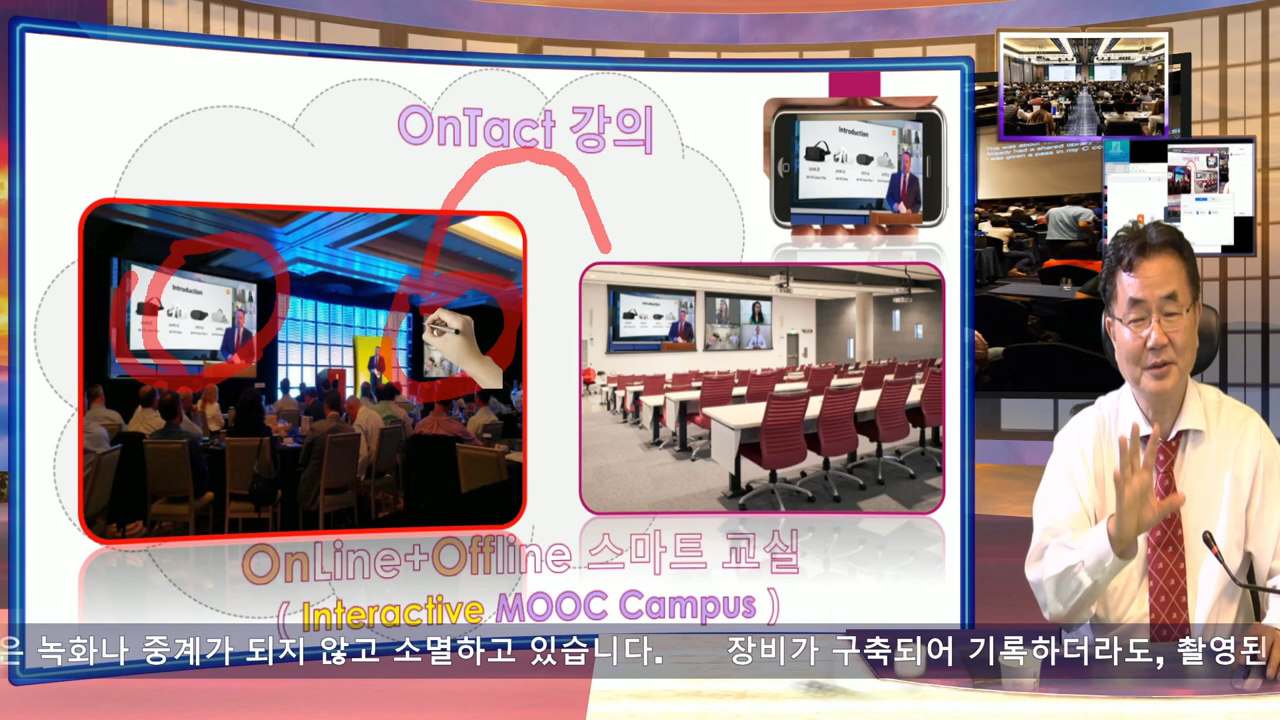 OnTact 강의
Introduction
Introduction
Introduction
OnLine+Offline 스마트 교실
( Interactive MOOC Campus )
은 녹화나 중계가 되지 않고 소멸하고 있습니다. 장비가 구축되어 기록하더라도, 촬영된